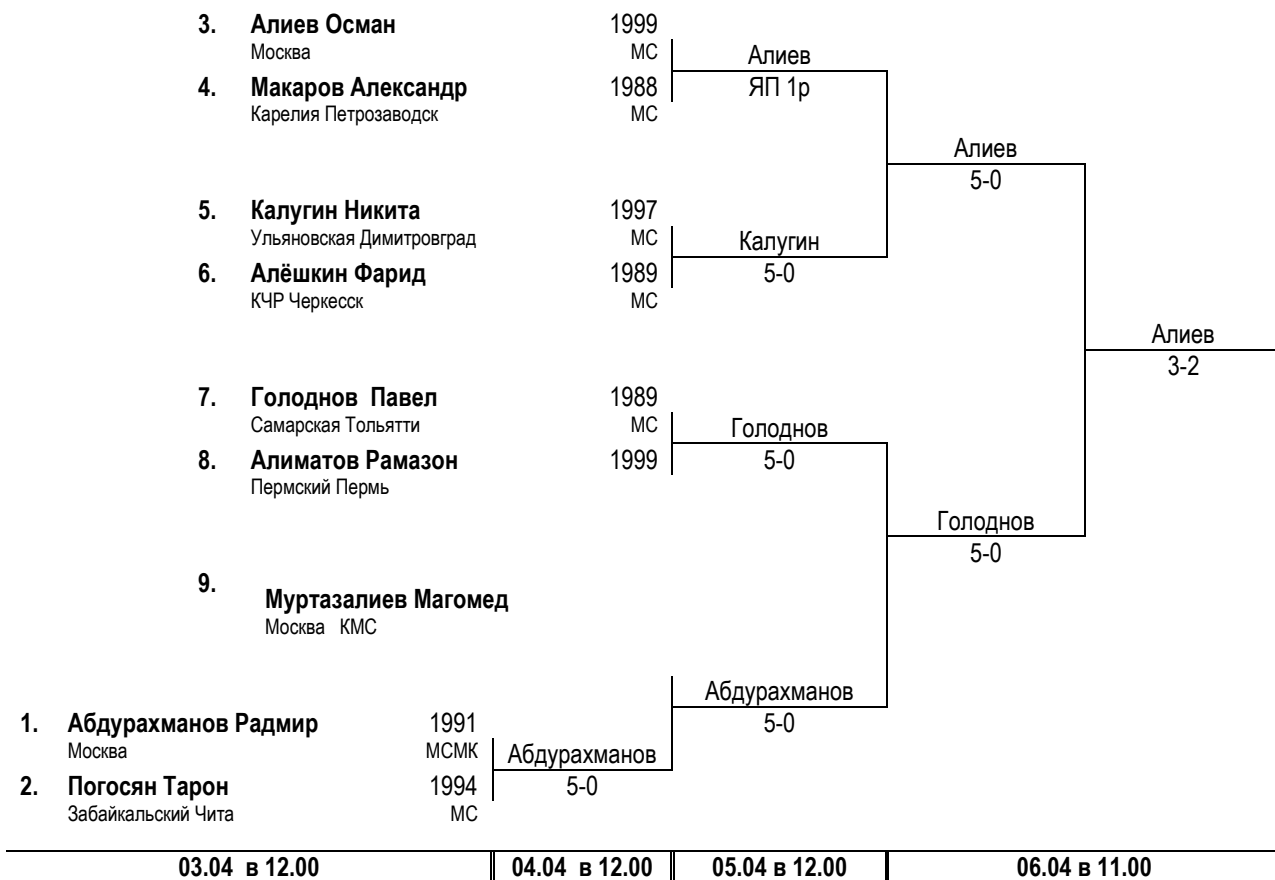 3. Алиев Осман 1999
Москва МС
Алиев
4. Макаров Александр 1988
ЯП 1р
Карелия Петрозаводск МС
Алиев
5-0
5. Калугин Никита 1997
Ульяновская Димитровград МС
Калугин
6. Алёшкин Фарид 1989
5-0
КЧР Черкесск МС
Алиев
3-2
7. Голоднов Павел 1989
Самарская Тольятти МС
Голоднов
8. Алиматов Рамазон 1999
5-0
Пермский Пермь
Голоднов
5-0
9.
Муртазалиев Магомед
Москва КМС
Абдурахманов
5-0
1. Абдурахманов Радмир 1991
Москва МСМК
Абдурахманов
2. Погосян Тарон 1994
5-0
Забайкальский Чита МС
03.04 в 12.00 04.04 в 12.00 05.04 в 12.00 06.04 в 11.00